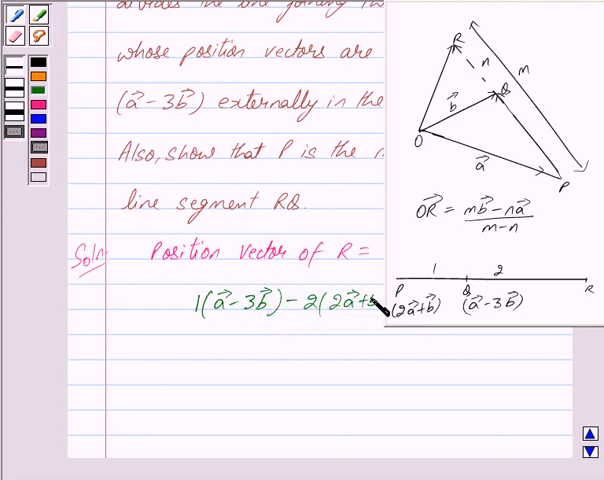 whose position vectors are
(a⃗ - 3b⃗) externally in the
Also, show that P is the
line segment RQ.
Soln: Position Vector of R =
1(a⃗ - 3b⃗) - 2(2a⃗ +
R
n
m
Q
b⃗
O
a⃗
P
OR⃗ = mb⃗ - na⃗
m - n
1 2
P Q R
(2a⃗+b⃗) (a⃗-3b⃗)